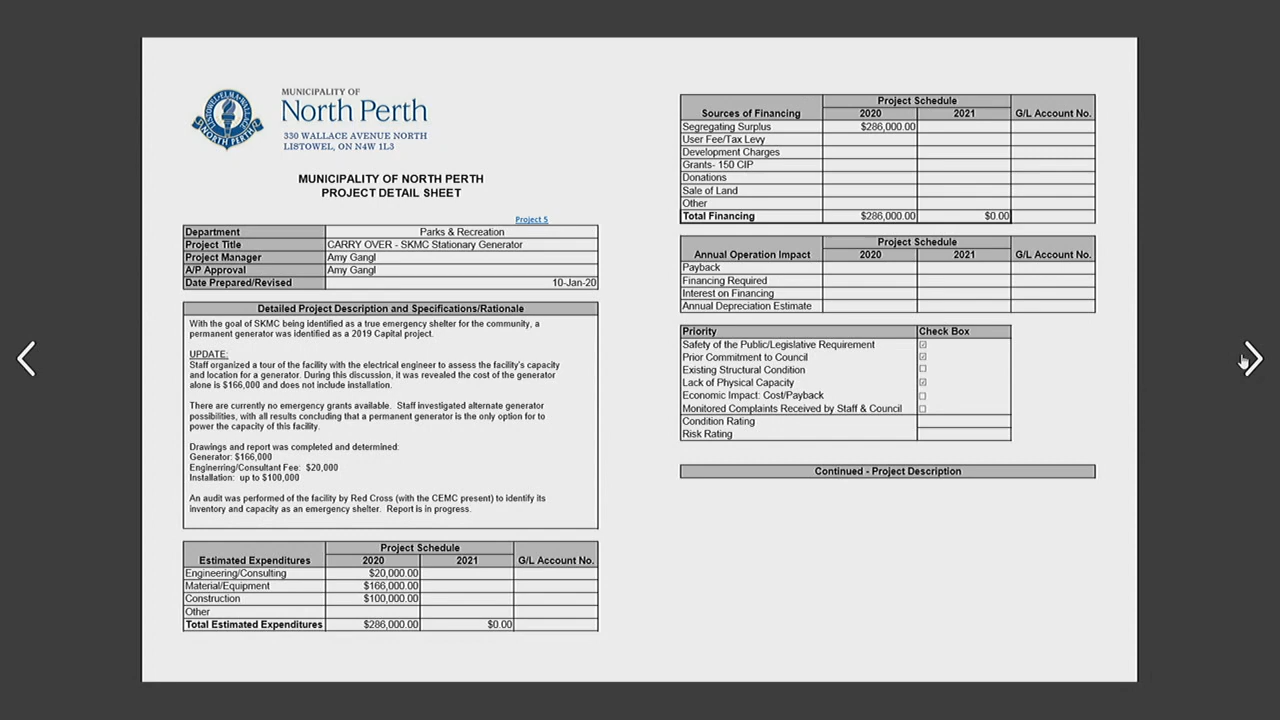 MUNICIPALITY OF
North Perth
330 WALLACE AVENUE NORTH
LISTOWEL, ON N4W 1L3
MUNICIPALITY OF NORTH PERTH
PROJECT DETAIL SHEET
Project 5
Department Parks & Recreation
Project Title CARRY OVER - SKMC Stationary Generator
Project Manager Amy Gangl
A/P Approval Amy Gangl
Date Prepared/Revised 10-Jan-20
Detailed Project Description and Specifications/Rationale
With the goal of SKMC being identified as a true emergency shelter for the community, a
permanent generator was identified as a 2019 Capital project.
UPDATE:
Staff organized a tour of the facility with the electrical engineer to assess the facility's capacity
and location for a generator. During this discussion, it was revealed the cost of the generator
alone is $166,000 and does not include installation.
There are currently no emergency grants available. Staff investigated alternate generator
possibilities, with all results concluding that a permanent generator is the only option for to
power the capacity of this facility.
Drawings and report was completed and determined:
Generator: $166,000
Enginerring/Consultant Fee: $20,000
Installation: up to $100,000
An audit was performed of the facility by Red Cross (with the CEMC present) to identify its
inventory and capacity as an emergency shelter. Report is in progress.
Project Schedule
Estimated Expenditures 2020 2021 G/L Account No.
Engineering/Consulting $20,000.00
Material/Equipment $166,000.00
Construction $100,000.00
Other
Total Estimated Expenditures $286,000.00 $0.00
Project Schedule
Sources of Financing 2020 2021 G/L Account No.
Segregating Surplus $286,000.00
User Fee/Tax Levy
Development Charges
Grants- 150 CIP
Donations
Sale of Land
Other
Total Financing $286,000.00 $0.00
Project Schedule
Annual Operation Impact 2020 2021 G/L Account No.
Payback
Financing Required
Interest on Financing
Annual Depreciation Estimate
Priority Check Box
Safety of the Public/Legislative Requirement ☑
Prior Commitment to Council ☑
Existing Structural Condition ☐
Lack of Physical Capacity ☑
Economic Impact: Cost/Payback ☐
Monitored Complaints Received by Staff & Council ☐
Condition Rating
Risk Rating
Continued - Project Description